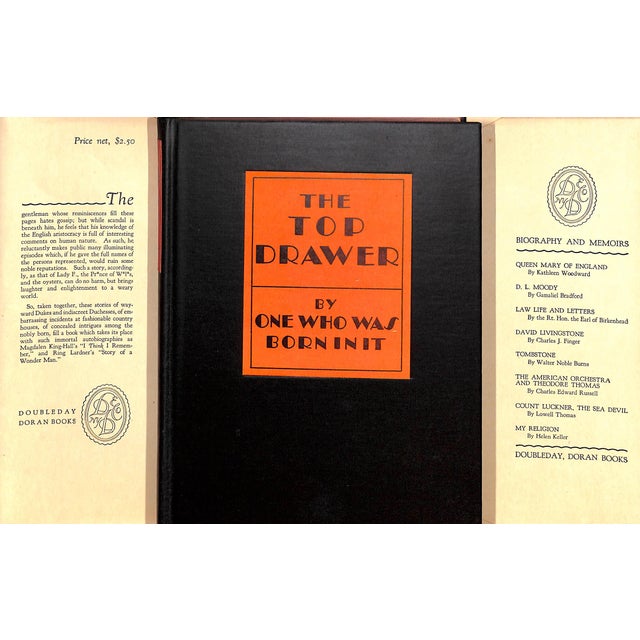 Price net, $2.50
The
gentleman whose reminiscences fill these
pages hates gossip; but while scandal is
beneath him, he feels that his knowledge of
the English aristocracy is full of interesting
comments on human nature. As such, he
reluctantly makes public many illuminating
episodes which, if he gave the full names of
the persons represented, would ruin some
noble reputations. Such a story, according-
ly, as that of Lady F., the Pr*nce of W*l*s,
and the oysters, can do no harm, but brings
laughter and enlightenment to a weary
world.
So, taken together, these stories of way-
ward Dukes and indiscreet Duchesses, of em-
barrassing incidents at fashionable country
houses, of concealed intrigues among the
nobly born, fill a book which takes its place
with such immortal autobiographies as
Magdalen King-Hall's "I Think I Remem-
ber," and Ring Lardner's "Story of a
Wonder Man."
DOUBLEDAY
DORAN BOOKS
THE
TOP
DRAWER
BY
ONE WHO WAS
BORN IN IT
BIOGRAPHY AND MEMOIRS
QUEEN MARY OF ENGLAND
By Kathleen Woodward
D. L. MOODY
By Gamaliel Bradford
LAW LIFE AND LETTERS
By the Rt. Hon. the Earl of Birkenhead
DAVID LIVINGSTONE
By Charles J. Finger
TOMBSTONE
By Walter Noble Burns
THE AMERICAN ORCHESTRA
AND THEODORE THOMAS
By Charles Edward Russell
COUNT LUCKNER, THE SEA DEVIL
By Lowell Thomas
MY RELIGION
By Helen Keller
DOUBLEDAY, DORAN BOOKS